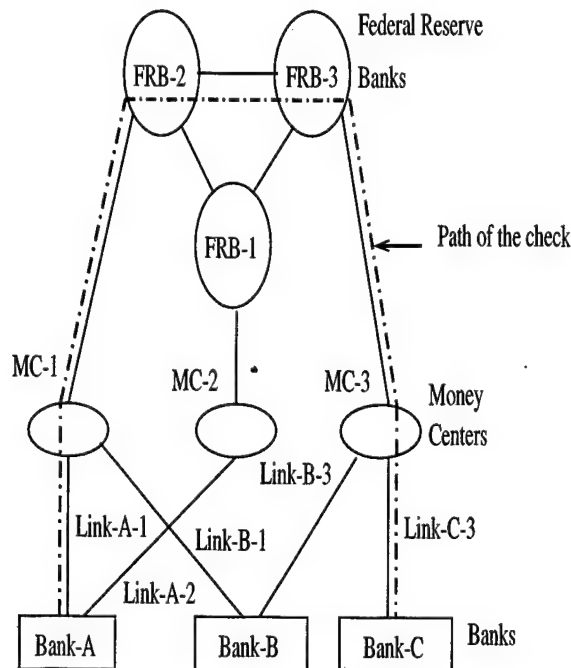 Federal Reserve
FRB-2
FRB-3
Banks
FRB-1
Path of the check
MC-1
MC-2
MC-3
Money
Centers
Link-B-3
Link-A-1
Link-B-1
Link-C-3
Link-A-2
Bank-A
Bank-B
Bank-C
Banks